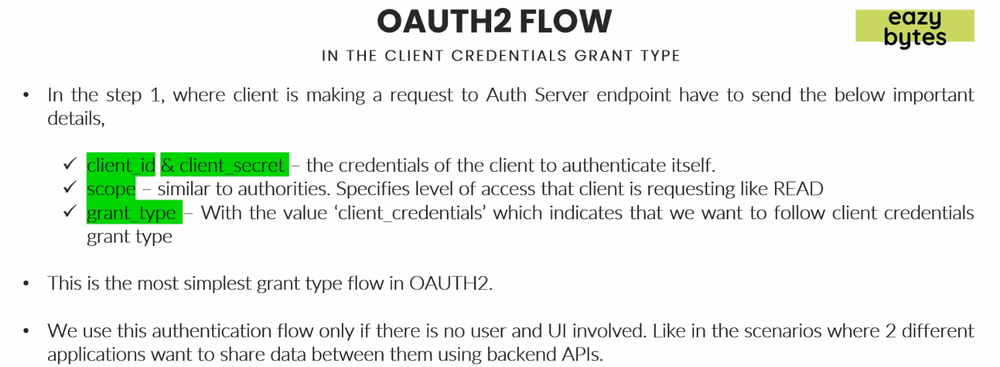 OAUTH2 FLOW
eazy
bytes
IN THE CLIENT CREDENTIALS GRANT TYPE
• In the step 1, where client is making a request to Auth Server endpoint have to send the below important
details,
✓ client_id & client_secret – the credentials of the client to authenticate itself.
✓ scope – similar to authorities. Specifies level of access that client is requesting like READ
✓ grant_type – With the value ‘client_credentials’ which indicates that we want to follow client credentials
grant type
• This is the most simplest grant type flow in OAUTH2.
• We use this authentication flow only if there is no user and UI involved. Like in the scenarios where 2 different
applications want to share data between them using backend APIs.